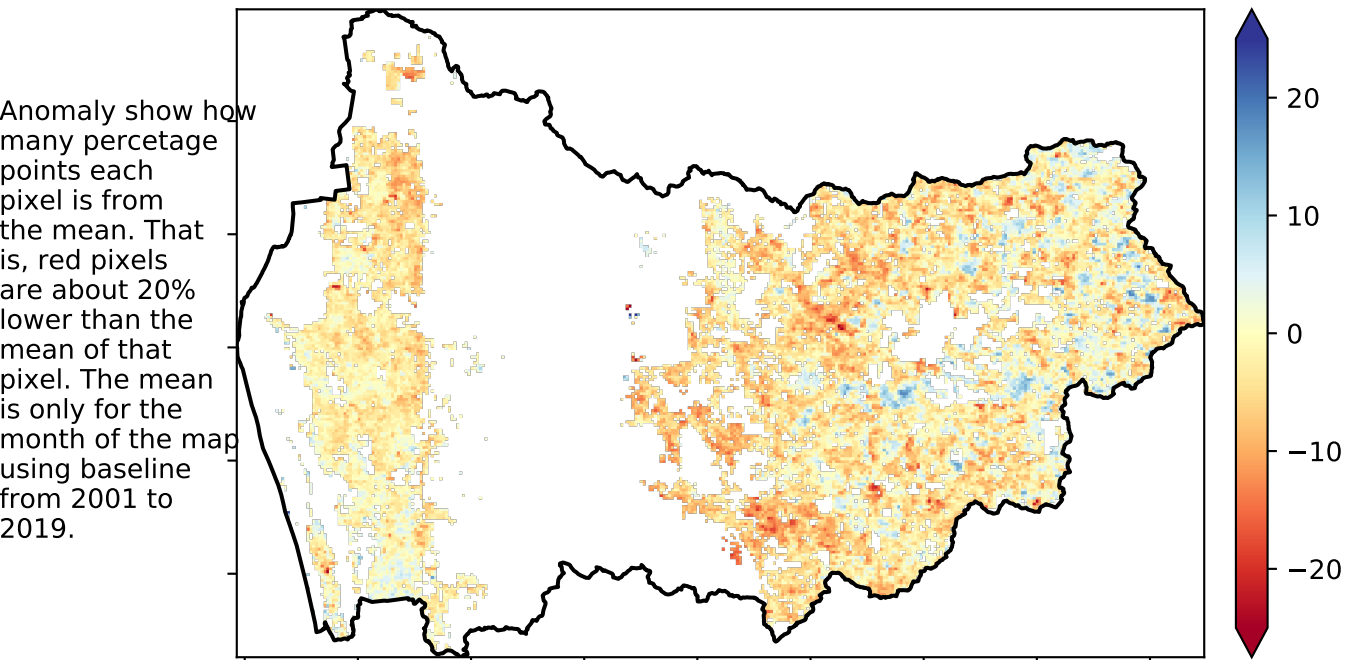 Anomaly show how
many percetage
points each
pixel is from
the mean. That
is, red pixels
are about 20%
lower than the
mean of that
pixel. The mean
is only for the
month of the map
using baseline
from 2001 to
2019.
20
10
0
−10
−20